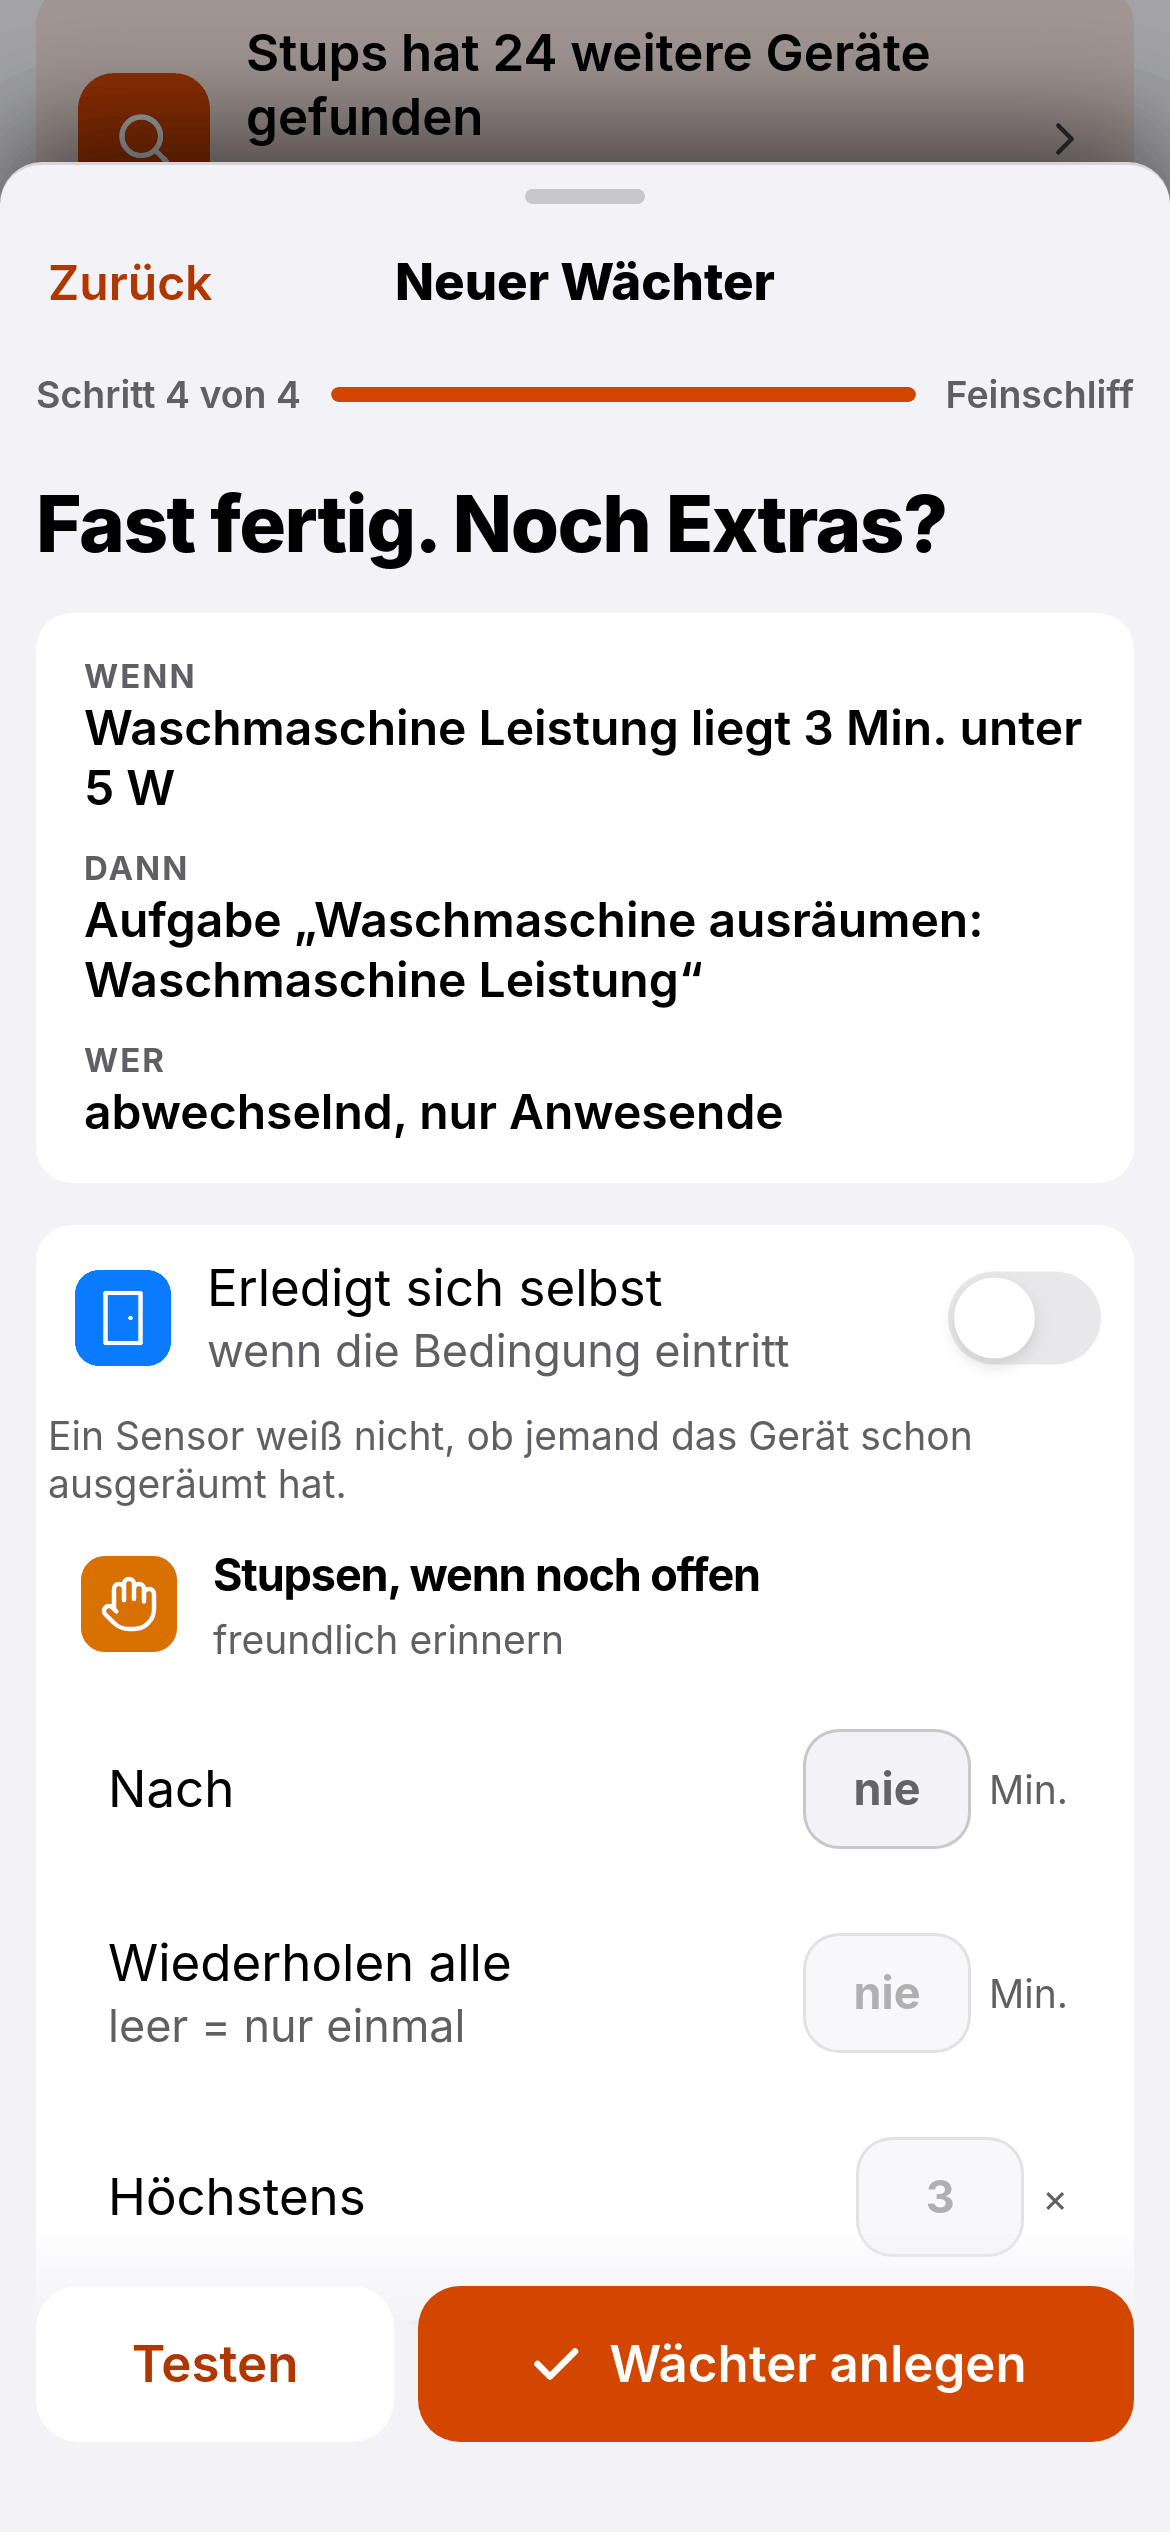 Stups hat 24 weitere Geräte
gefunden
Zurück
Neuer Wächter
Schritt 4 von 4
Feinschliff
Fast fertig. Noch Extras?
WENN
Waschmaschine Leistung liegt 3 Min. unter
5 W
DANN
Aufgabe „Waschmaschine ausräumen:
Waschmaschine Leistung“
WER
abwechselnd, nur Anwesende
Erledigt sich selbst
wenn die Bedingung eintritt
Ein Sensor weiß nicht, ob jemand das Gerät schon
ausgeräumt hat.
Stupsen, wenn noch offen
freundlich erinnern
Nach
nie Min.
Wiederholen alle
leer = nur einmal
nie Min.
Höchstens
3 ×
Testen
Wächter anlegen